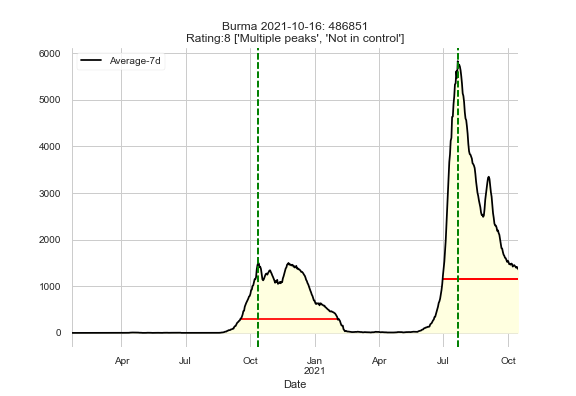 Burma 2021-10-16: 486851
Rating:8 ['Multiple peaks', 'Not in control']
Average-7d
6000
5000
4000
3000
2000
1000
0
Apr Jul Oct Jan Apr Jul Oct
2021
Date